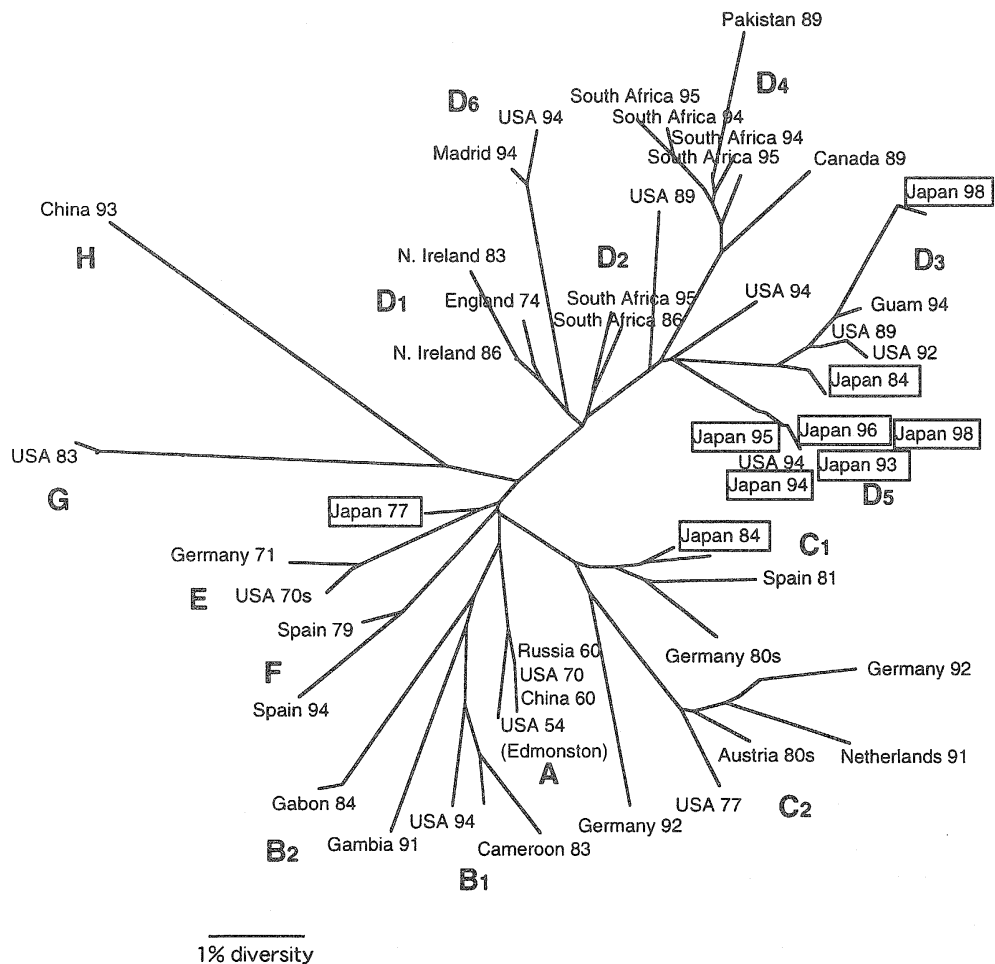 Pakistan 89
D4
South Africa 95
D6
USA 94
South Africa 94
South Africa 94
Madrid 94
South Africa 95
Canada 89
USA 89
Japan 98
China 93
H
N. Ireland 83
D2
D3
D1
England 74
South Africa 95
USA 94
Guam 94
South Africa 86
USA 89
N. Ireland 86
USA 92
Japan 84
Japan 95
Japan 96
Japan 98
USA 83
USA 94
Japan 93
G
Japan 94
D5
Japan 77
Japan 84
C1
Germany 71
Spain 81
E
USA 70s
Spain 79
Russia 60
Germany 80s
F
USA 70
Germany 92
Spain 94
China 60
USA 54
(Edmonston)
Austria 80s
Netherlands 91
A
Gabon 84
USA 77
C2
B2
Gambia 91
USA 94
Germany 92
Cameroon 83
B1
1% diversity